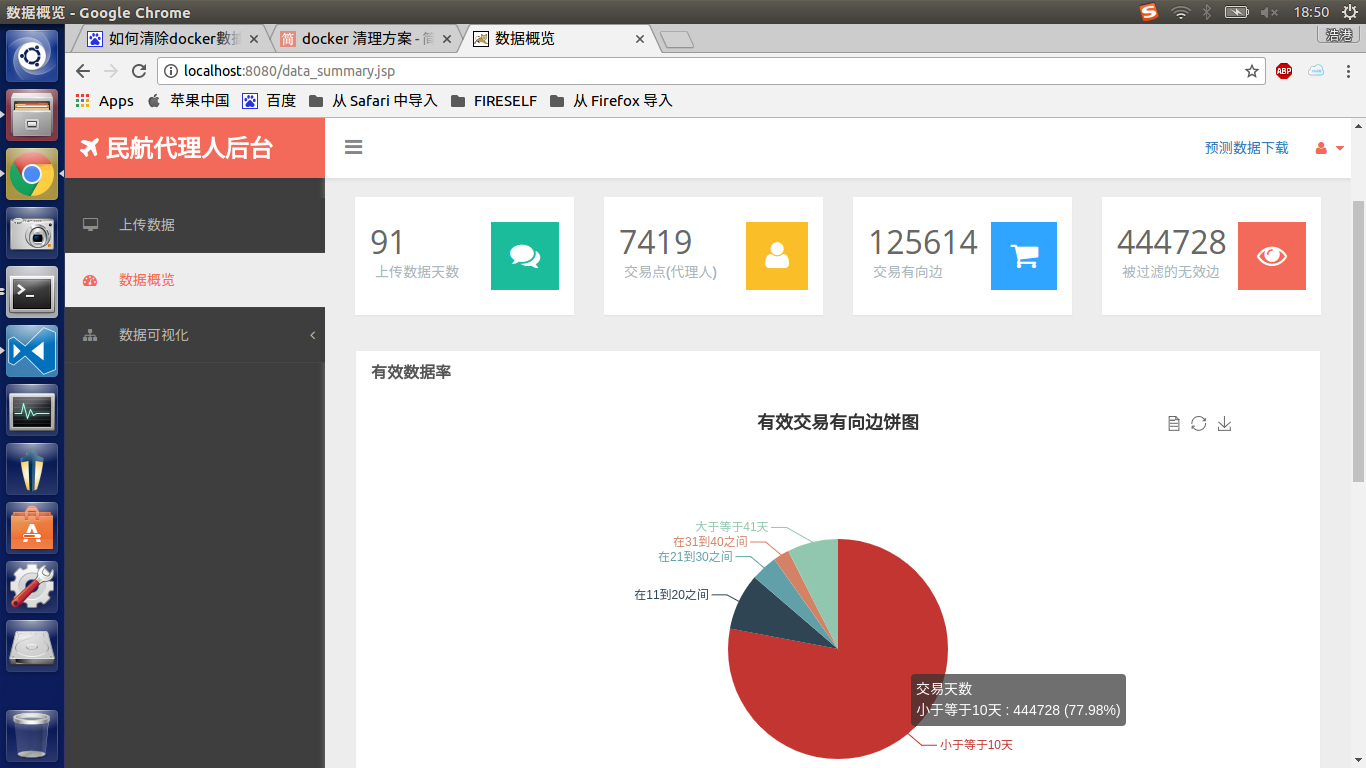 数据概览 - Google Chrome
18:50
如何清除docker數據
docker 清理方案 - 简
数据概览
浩港
localhost:8080/data_summary.jsp
ABP
Apps
苹果中国
百度
从 Safari 中导入
FIRESELF
从 Firefox 导入
民航代理人后台
预测数据下载
上传数据
数据概览
数据可视化
91
上传数据天数
7419
交易点(代理人)
125614
交易有向边
444728
被过滤的无效边
有效数据率
有效交易有向边饼图
大于等于41天
在31到40之间
在21到30之间
在11到20之间
交易天数
小于等于10天 : 444728 (77.98%)
小于等于10天